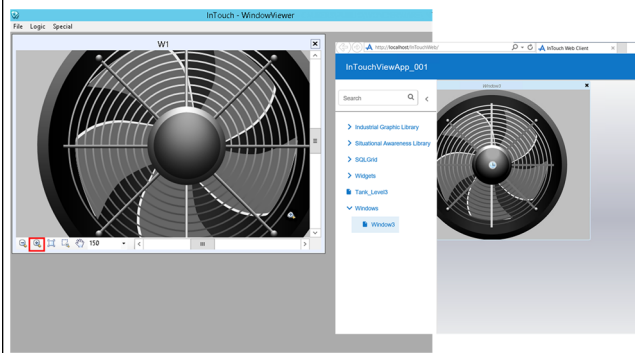 InTouch - WindowViewer
File Logic Special
W1
150
http://localhost/InTouchWeb/
InTouch Web Client
InTouchViewApp_001
Search
Industrial Graphic Library
Situational Awareness Library
SQLGrid
Widgets
Tank_Level3
Windows
Window3
Window3